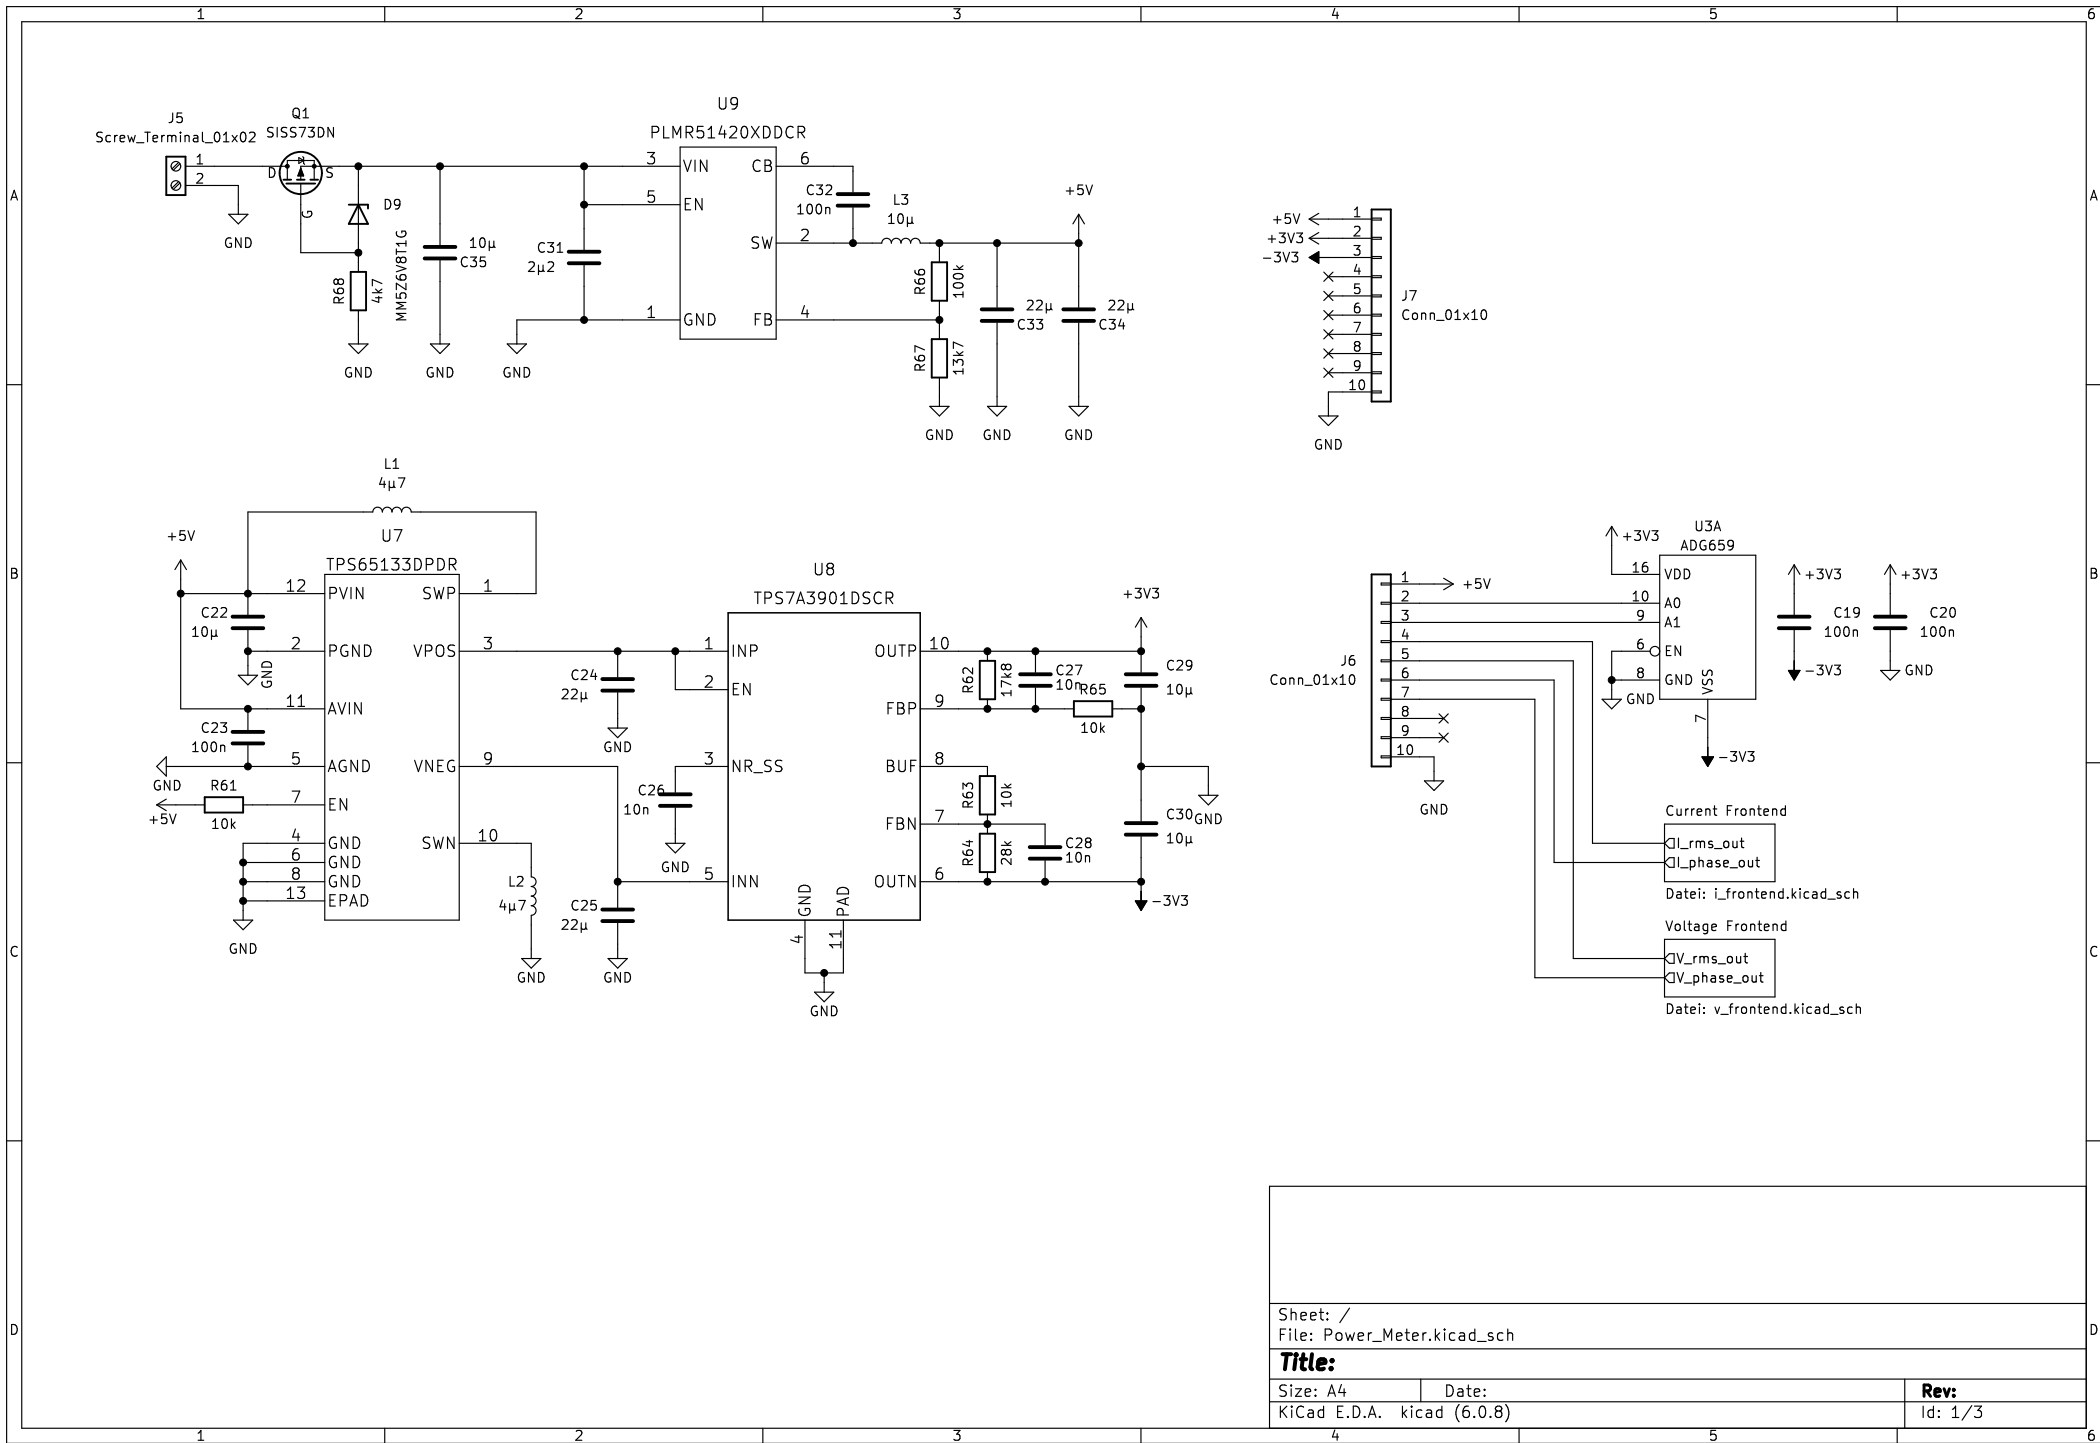 1 2 3 4 5 6
A
B
C
D
A
B
C
D
J5
Screw_Terminal_01x02
1
2
GND
Q1
SISS73DN
D
S
G
D9
MM5Z6V8T1G
R68
4k7
GND
10µ
C35
GND
C31
2µ2
GND
U9
PLMR51420XDDCR
3 VIN
5 EN
1 GND
CB 6
SW 2
FB 4
C32
100n
L3
10µ
+5V
R66
100k
R67
13k7
22µ
C33
22µ
C34
GND
GND
GND
+5V 1
+3V3 2
-3V3 3
4
5
6
7
8
9
10
J7
Conn_01x10
GND
L1
4µ7
+5V
U7
TPS65133DPDR
12 PVIN
2 PGND
11 AVIN
5 AGND
7 EN
4 GND
6 GND
8 GND
13 EPAD
SWP 1
VPOS 3
VNEG 9
SWN 10
C22
10µ
GND
C23
100n
GND
R61
10k
+5V
GND
L2
4µ7
GND
C24
22µ
GND
C25
22µ
GND
C26
10n
GND
U8
TPS7A3901DSCR
1 INP
2 EN
3 NR_SS
5 INN
OUTP 10
FBP 9
BUF 8
FBN 7
OUTN 6
GND
PAD
4
11
GND
+3V3
R62
17k8
C27
10n
R65
10k
C29
10µ
R63
10k
R64
28k
C28
10n
C30
10µ
GND
-3V3
J6
Conn_01x10
1 +5V
2
3
4
5
6
7
8
9
10
GND
U3A
ADG659
+3V3
16 VDD
10 A0
9 A1
6 EN
8 GND
GND
VSS
7
-3V3
+3V3
C19
100n
-3V3
+3V3
C20
100n
GND
Current Frontend
I_rms_out
I_phase_out
Datei: i_frontend.kicad_sch
Voltage Frontend
V_rms_out
V_phase_out
Datei: v_frontend.kicad_sch
Sheet: /
File: Power_Meter.kicad_sch
Title:
Size: A4 Date: Rev:
KiCad E.D.A. kicad (6.0.8) Id: 1/3
1 2 3 4 5 6